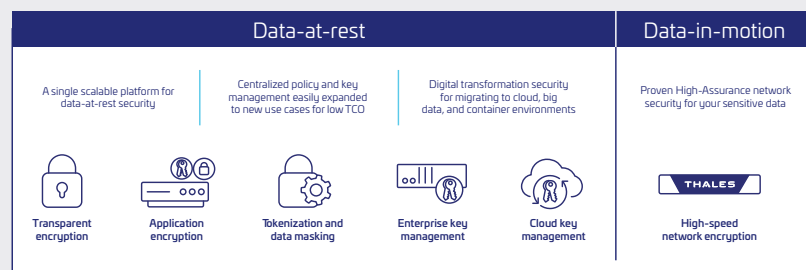 Data-at-rest
Data-in-motion
A single scalable platform for
data-at-rest security
Centralized policy and key
management easily expanded
to new use cases for low TCO
Digital transformation security
for migrating to cloud, big
data, and container environments
Proven High-Assurance network
security for your sensitive data
THALES
Transparent
encryption
Application
encryption
Tokenization and
data masking
Enterprise key
management
Cloud key
management
High-speed
network encryption